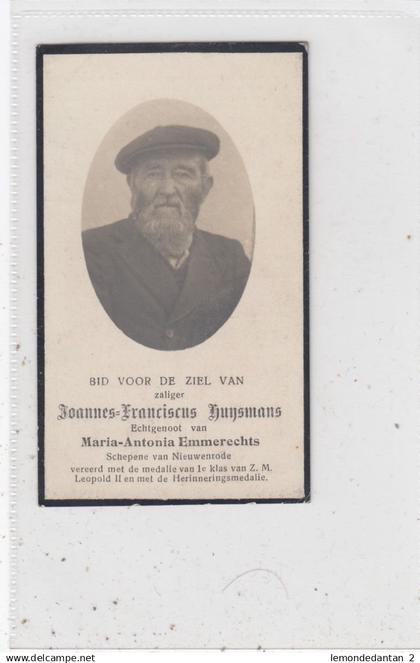 BID VOOR DE ZIEL VAN
zaliger
Joannes-Franciscus Huysmans
Echtgenoot van
Maria-Antonia Emmerechts
Schepene van Nieuwenrode
vereerd met de medalie van 1e klas van Z. M.
Leopold II en met de Herinneringsmedalie.
www.delcampe.net
lemondedantan 2